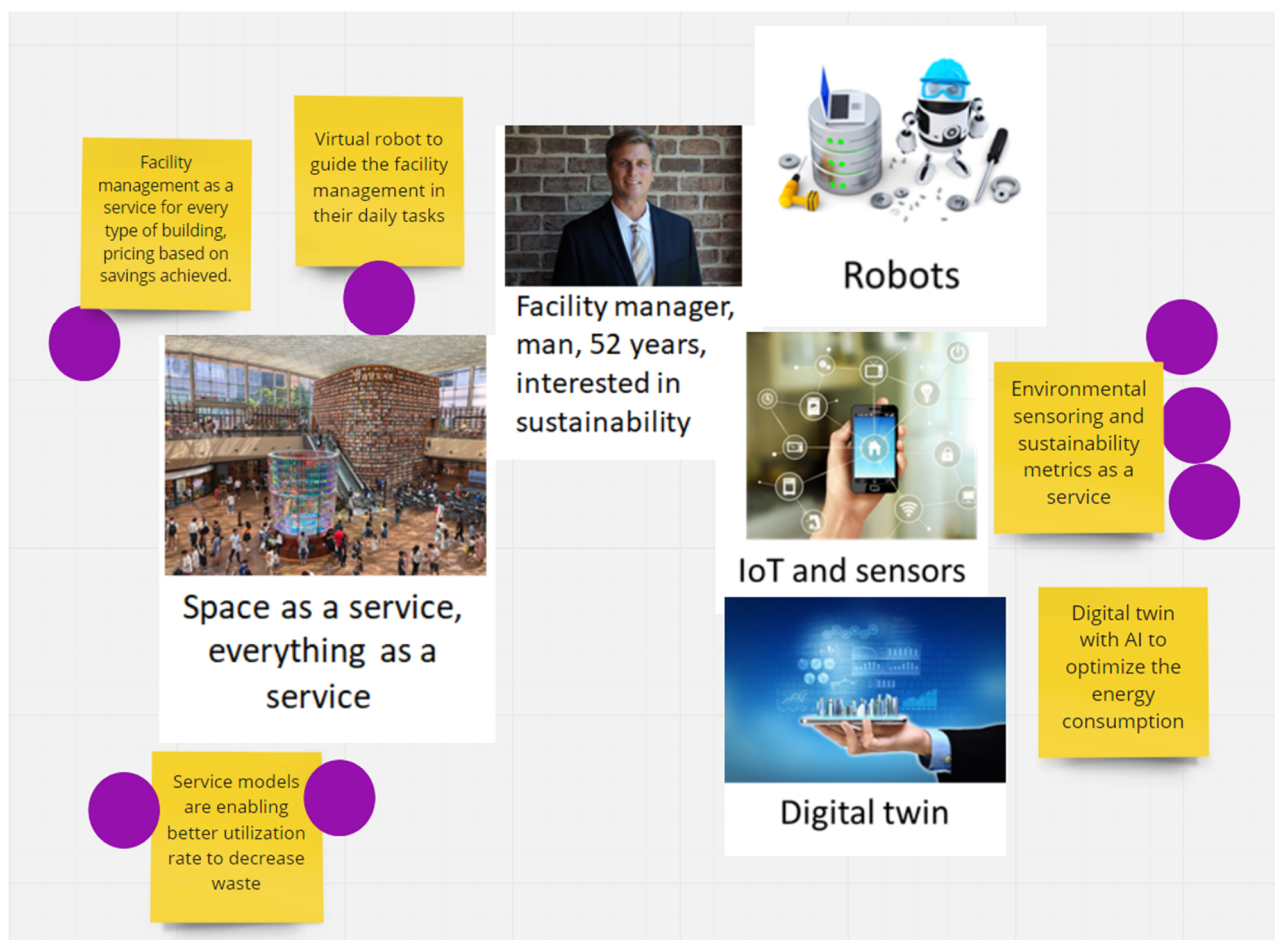 Facility
management as a
service for every
type of building,
pricing based on
savings achieved.
Virtual robot to
guide the facility
management in
their daily tasks
Facility manager,
man, 52 years,
interested in
sustainability
Robots
Space as a service,
everything as a
service
IoT and sensors
Environmental
sensoring and
sustainability
metrics as a
service
Digital twin
Digital twin
with AI to
optimize the
energy
consumption
Service models
are enabling
better utilization
rate to decrease
waste